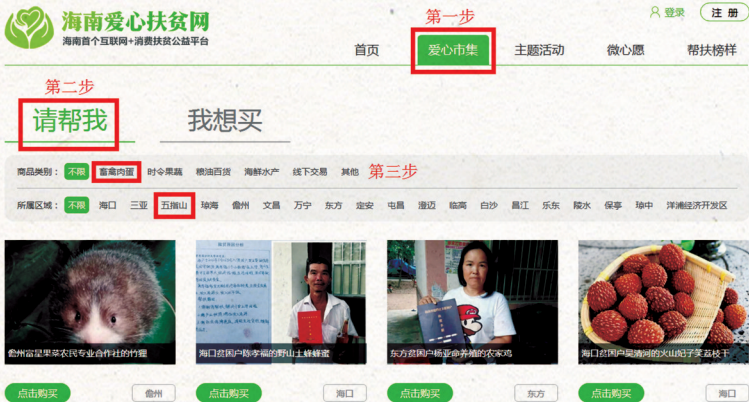 海南爱心扶贫网
海南首个互联网+消费扶贫公益平台
登录
注 册
第一步
首页 爱心市集 主题活动 微心愿 帮扶榜样
第二步
请帮我 我想买
商品类别： 不限 畜禽肉蛋 时令果蔬 粮油百货 海鲜水产 线下交易 其他 第三步
所属区域： 不限 海口 三亚 五指山 琼海 儋州 文昌 万宁 东方 定安 屯昌 澄迈 临高 白沙 昌江 乐东 陵水 保亭 琼中 洋浦经济开发区
儋州富星果菜农民专业合作社的竹狸
海口贫困户陈孝福的野山土蜂蜂蜜
东方贫困户杨亚命养殖的农家鸡
海口贫困户吴清河的火山妃子笑荔枝干
点击购买 儋州
点击购买 海口
点击购买 东方
点击购买 海口